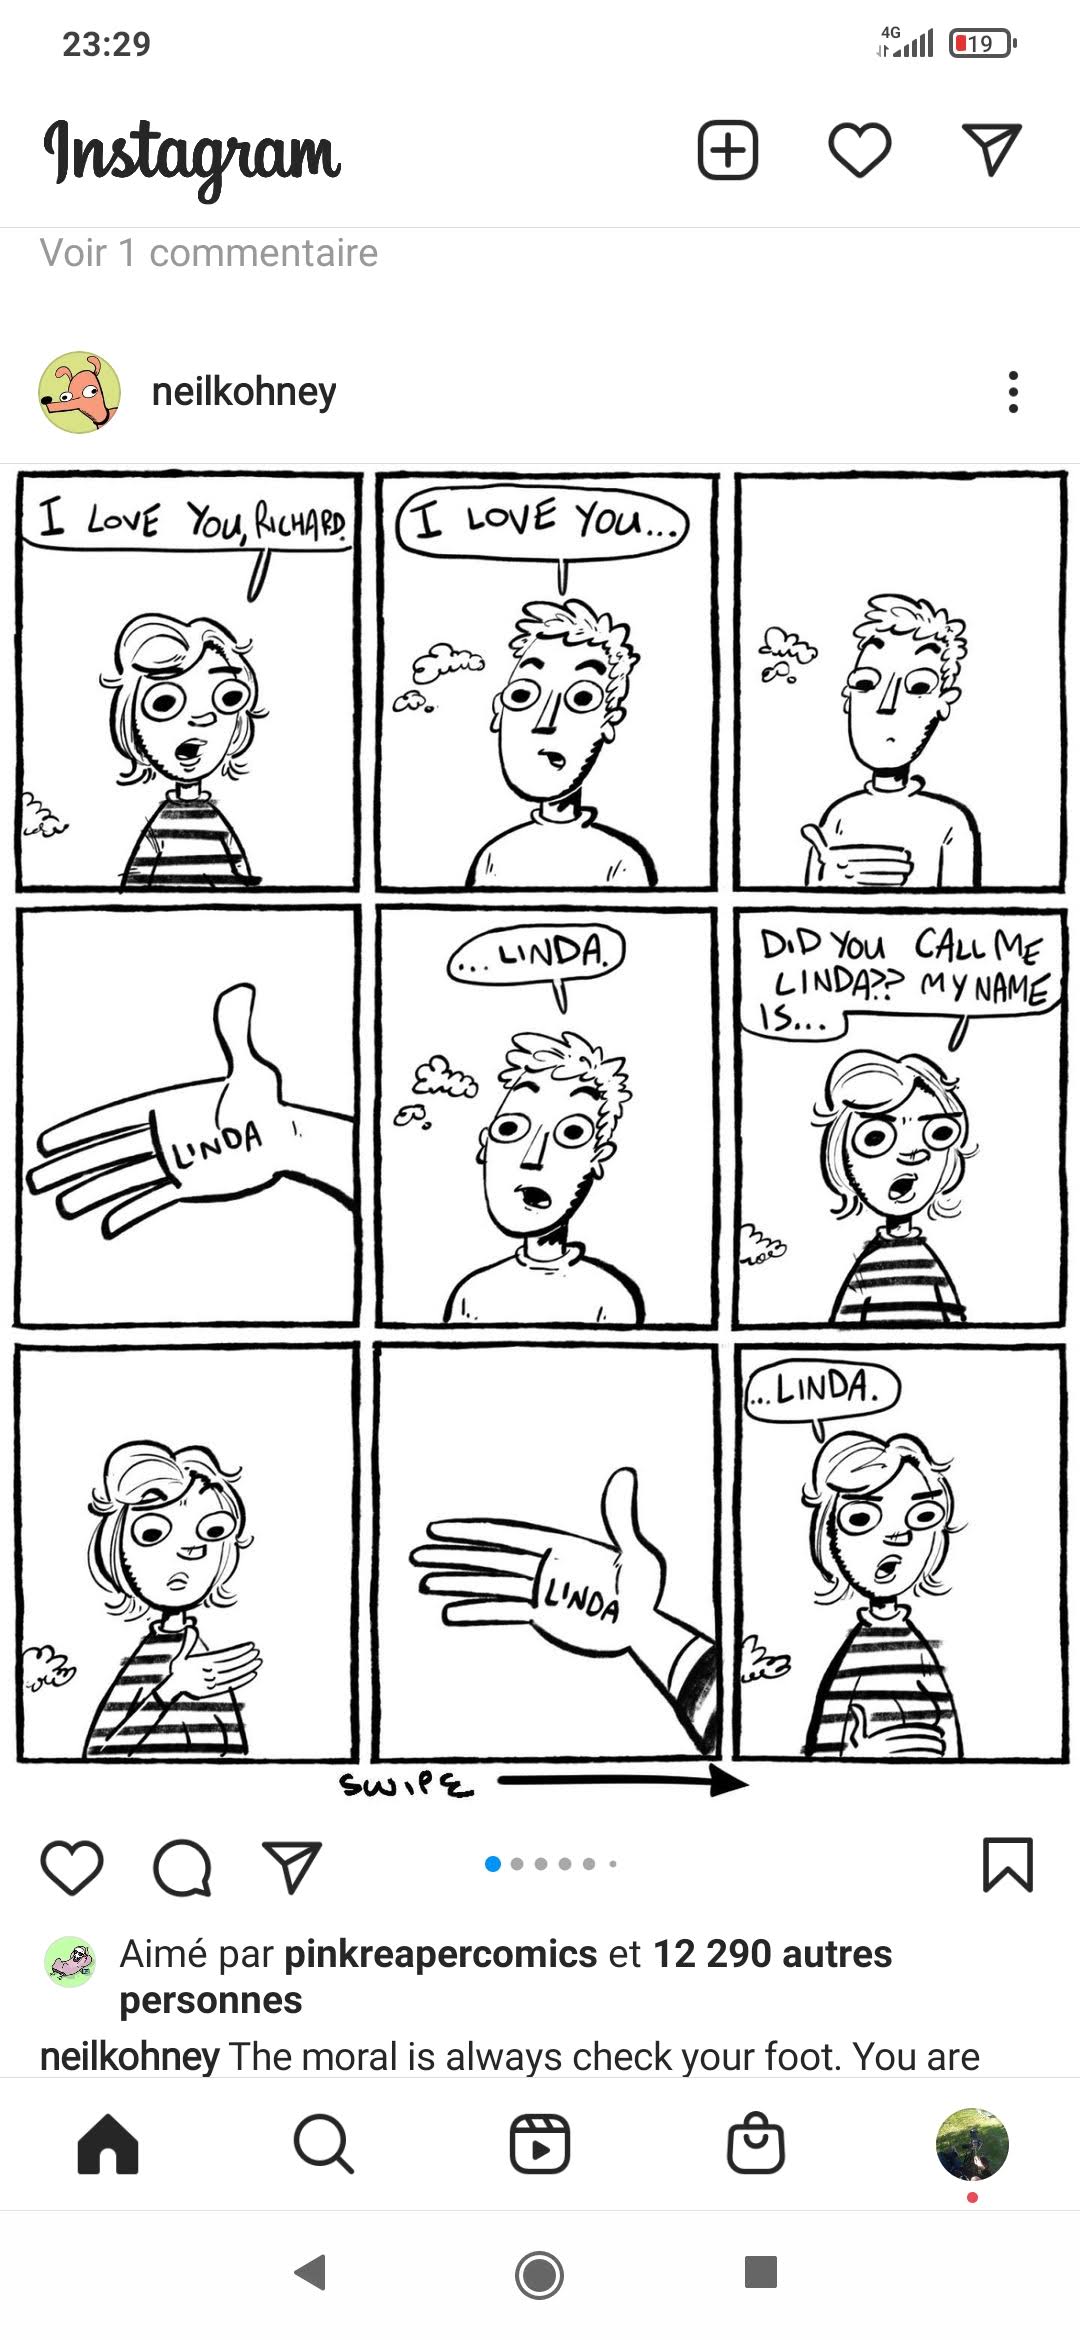 23:29
4G
19
Instagram
Voir 1 commentaire
neilkohney
I LOVE YOU, RICHARD.
I LOVE YOU...
LINDA
... LINDA.
DID YOU CALL ME
LINDA?? MY NAME
IS...
LINDA
...LINDA.
SWIPE
Aimé par pinkreapercomics et 12 290 autres
personnes
neilkohney The moral is always check your foot. You are